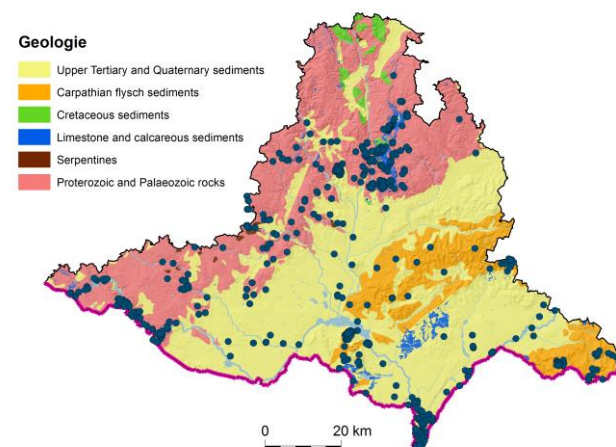 Geologie
Upper Tertiary and Quaternary sediments
Carpathian flysch sediments
Cretaceous sediments
Limestone and calcareous sediments
Serpentines
Proterozoic and Palaeozoic rocks
0 20 km